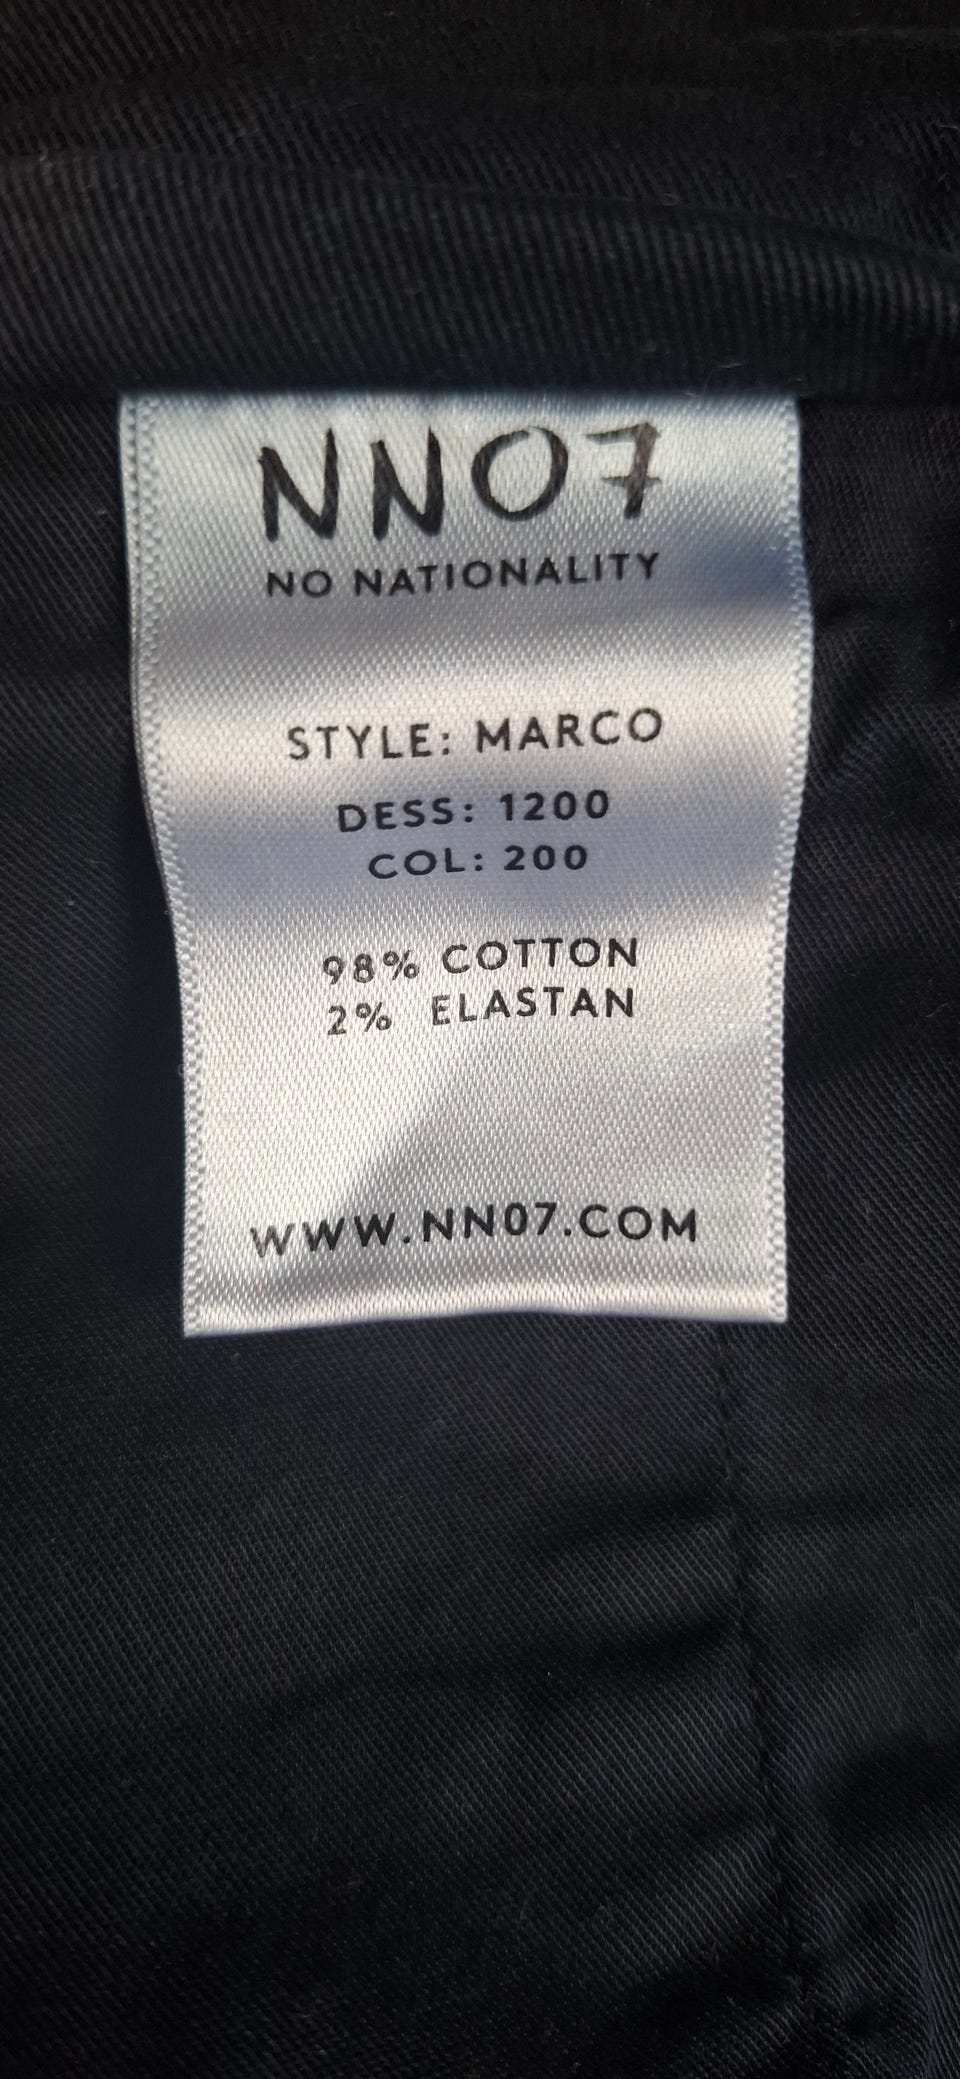 NN07
NO NATIONALITY
STYLE: MARCO
DESS: 1200
COL: 200
98% COTTON
2% ELASTAN
WWW.NN07.COM